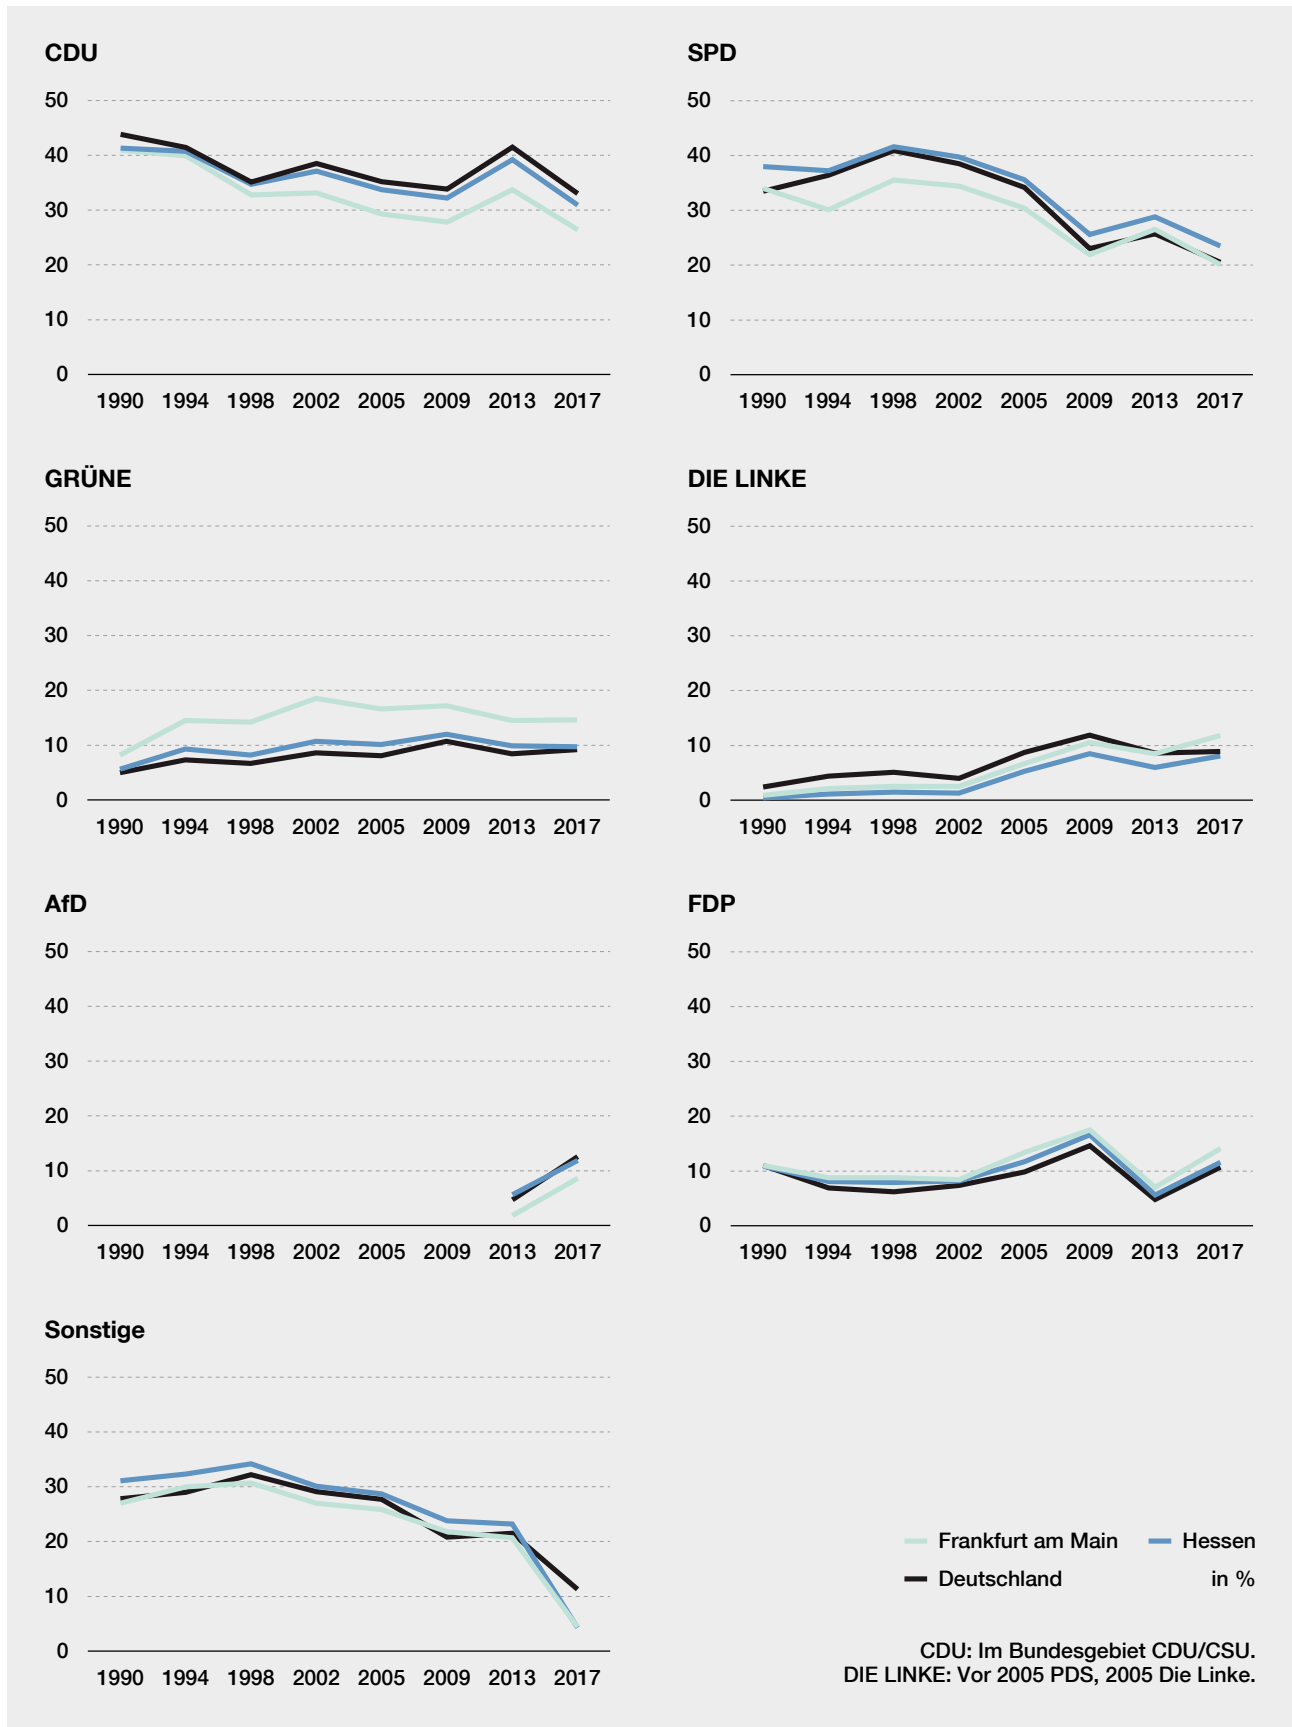 CDU
50
40
30
20
10
0
1990 1994 1998 2002 2005 2009 2013 2017
SPD
50
40
30
20
10
0
1990 1994 1998 2002 2005 2009 2013 2017
GRÜNE
50
40
30
20
10
0
1990 1994 1998 2002 2005 2009 2013 2017
DIE LINKE
50
40
30
20
10
0
1990 1994 1998 2002 2005 2009 2013 2017
AfD
50
40
30
20
10
0
1990 1994 1998 2002 2005 2009 2013 2017
FDP
50
40
30
20
10
0
1990 1994 1998 2002 2005 2009 2013 2017
Sonstige
50
40
30
20
10
0
1990 1994 1998 2002 2005 2009 2013 2017
Frankfurt am Main Hessen
Deutschland in %
CDU: Im Bundesgebiet CDU/CSU.
DIE LINKE: Vor 2005 PDS, 2005 Die Linke.